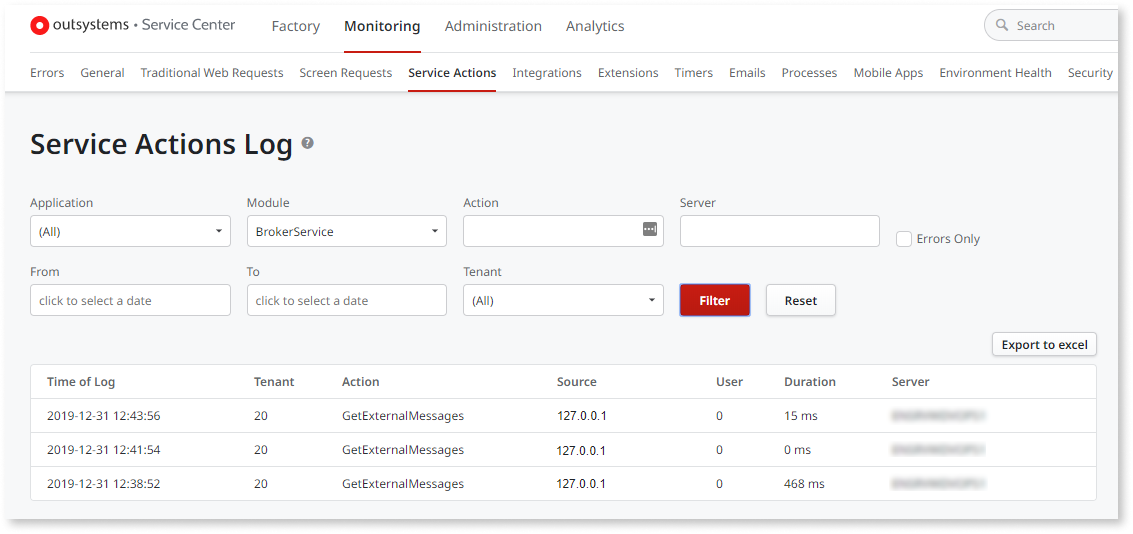 outsystems • Service Center Factory Monitoring Administration Analytics Search
Errors General Traditional Web Requests Screen Requests Service Actions Integrations Extensions Timers Emails Processes Mobile Apps Environment Health Security
Service Actions Log ?
Application Module Action Server
(All) BrokerService Errors Only
From To Tenant
click to select a date click to select a date (All) Filter Reset
Export to excel
Time of Log Tenant Action Source User Duration Server
2019-12-31 12:43:56 20 GetExternalMessages 127.0.0.1 0 15 ms
2019-12-31 12:41:54 20 GetExternalMessages 127.0.0.1 0 0 ms
2019-12-31 12:38:52 20 GetExternalMessages 127.0.0.1 0 468 ms